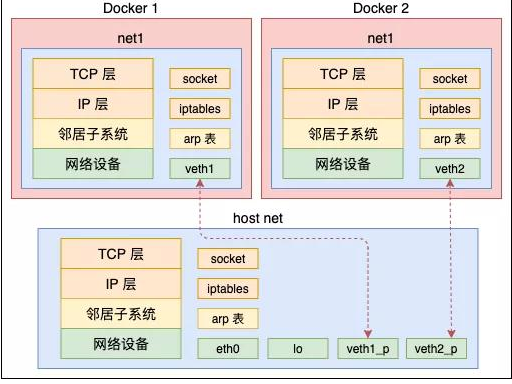 Docker 1
Docker 2
net1
TCP 层
socket
IP 层
iptables
邻居子系统
arp 表
网络设备
veth1
net1
TCP 层
socket
IP 层
iptables
邻居子系统
arp 表
网络设备
veth2
host net
TCP 层
socket
IP 层
iptables
邻居子系统
arp 表
网络设备
eth0
lo
veth1_p
veth2_p